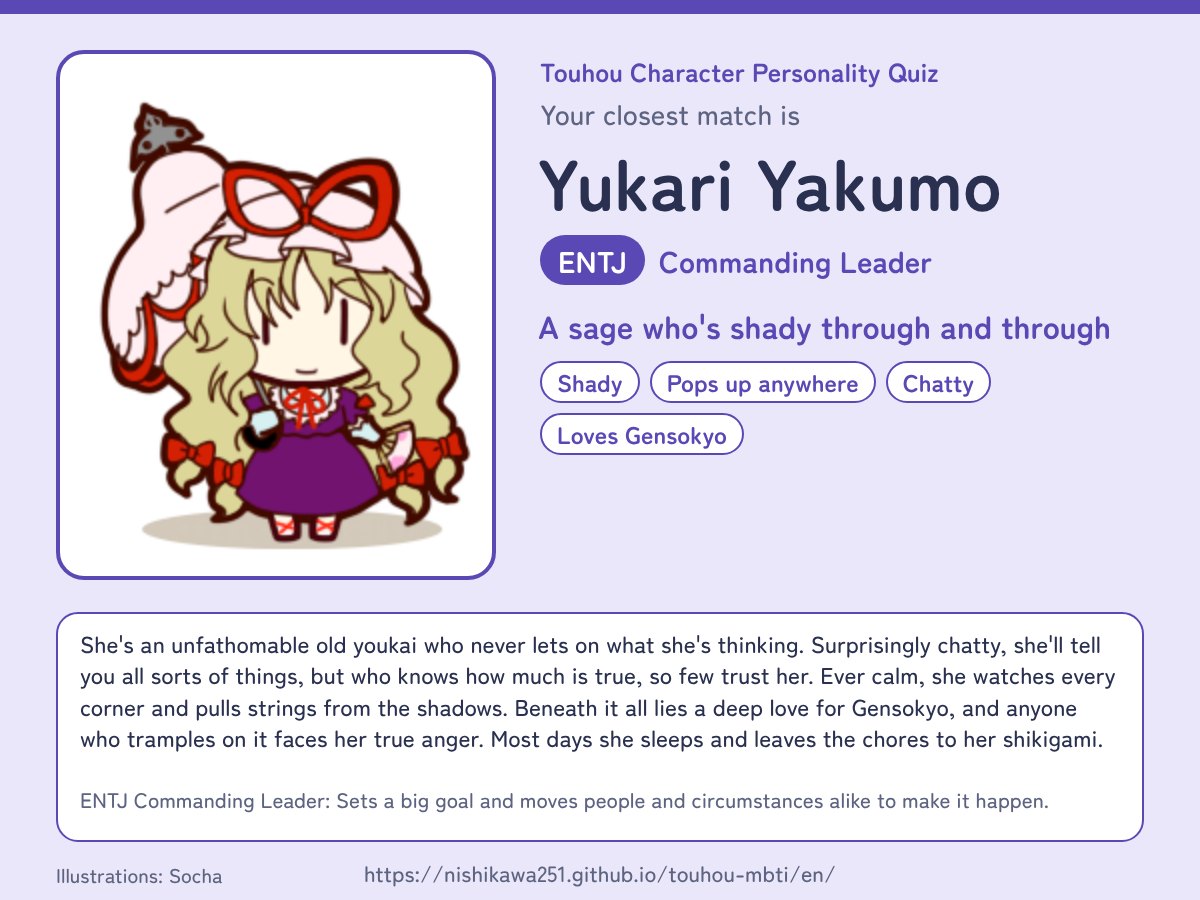 Touhou Character Personality Quiz
Your closest match is
Yukari Yakumo
ENTJ Commanding Leader
A sage who's shady through and through
Shady Pops up anywhere Chatty
Loves Gensokyo
She's an unfathomable old youkai who never lets on what she's thinking. Surprisingly chatty, she'll tell
you all sorts of things, but who knows how much is true, so few trust her. Ever calm, she watches every
corner and pulls strings from the shadows. Beneath it all lies a deep love for Gensokyo, and anyone
who tramples on it faces her true anger. Most days she sleeps and leaves the chores to her shikigami.
ENTJ Commanding Leader: Sets a big goal and moves people and circumstances alike to make it happen.
Illustrations: Socha https://nishikawa251.github.io/touhou-mbti/en/